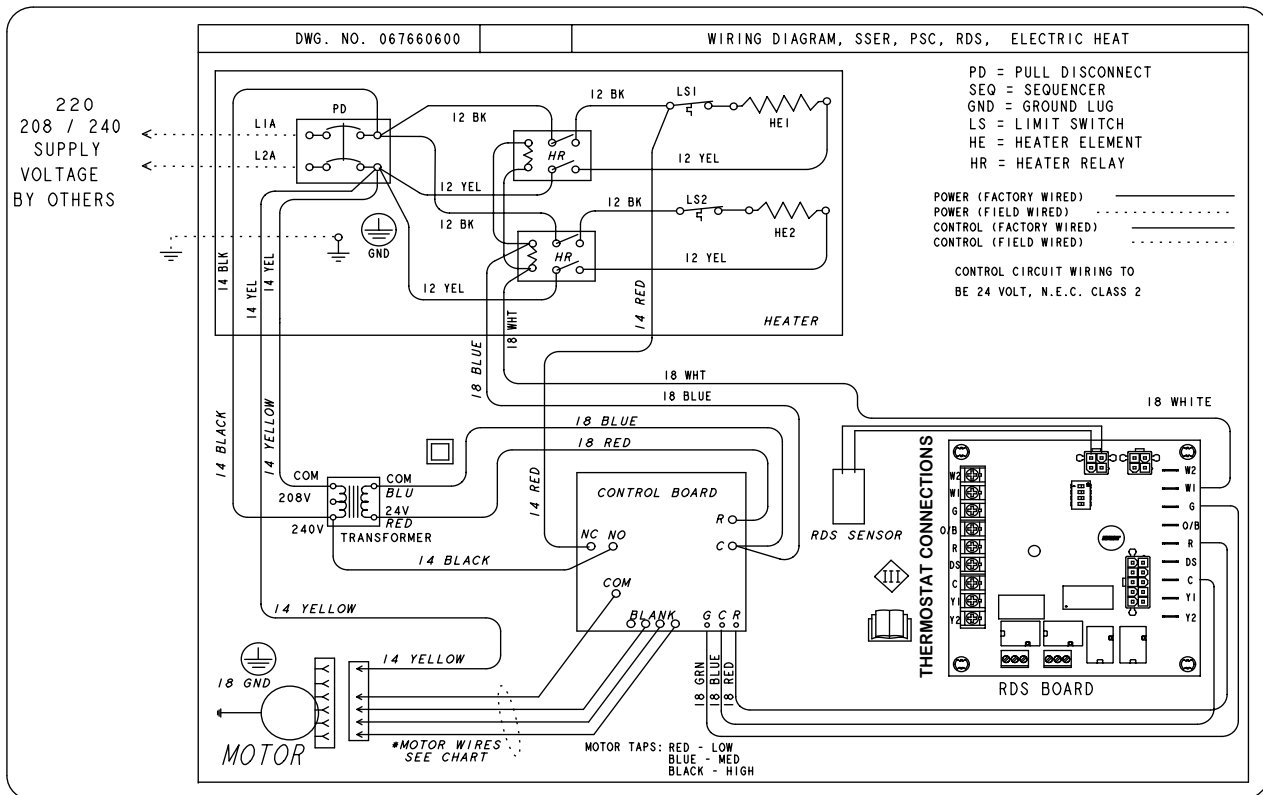 DWG. NO. 067660600
WIRING DIAGRAM, SSER, PSC, RDS, ELECTRIC HEAT
220
208 / 240
SUPPLY
VOLTAGE
BY OTHERS
L1A
L2A
PD
12 BK
12 BK
LS1
HE1
HR
12 YEL
12 YEL
12 BK
12 BK
LS2
HE2
HR
12 YEL
12 YEL
GND
HEATER
PD = PULL DISCONNECT
SEQ = SEQUENCER
GND = GROUND LUG
LS = LIMIT SWITCH
HE = HEATER ELEMENT
HR = HEATER RELAY
POWER (FACTORY WIRED)
POWER (FIELD WIRED)
CONTROL (FACTORY WIRED)
CONTROL (FIELD WIRED)
CONTROL CIRCUIT WIRING TO
BE 24 VOLT, N.E.C. CLASS 2
14 BLK
14 YEL
14 YEL
18 BLUE
18 WHT
14 RED
18 WHT
18 BLUE
18 WHITE
14 BLACK
14 YELLOW
18 BLUE
18 RED
14 RED
COM
208V
240V
COM
BLU
24V
RED
TRANSFORMER
14 BLACK
CONTROL BOARD
R
C
NC NO
COM
BLANK
G C R
18 GRN
18 BLUE
18 RED
RDS SENSOR
III
THERMOSTAT CONNECTIONS
W2
W1
G
O/B
R
DS
C
Y1
Y2
W2
W1
G
O/B
R
DS
C
Y1
Y2
RDS BOARD
14 YELLOW
14 YELLOW
18 GND
MOTOR
*MOTOR WIRES
SEE CHART
MOTOR TAPS: RED - LOW
BLUE - MED
BLACK - HIGH